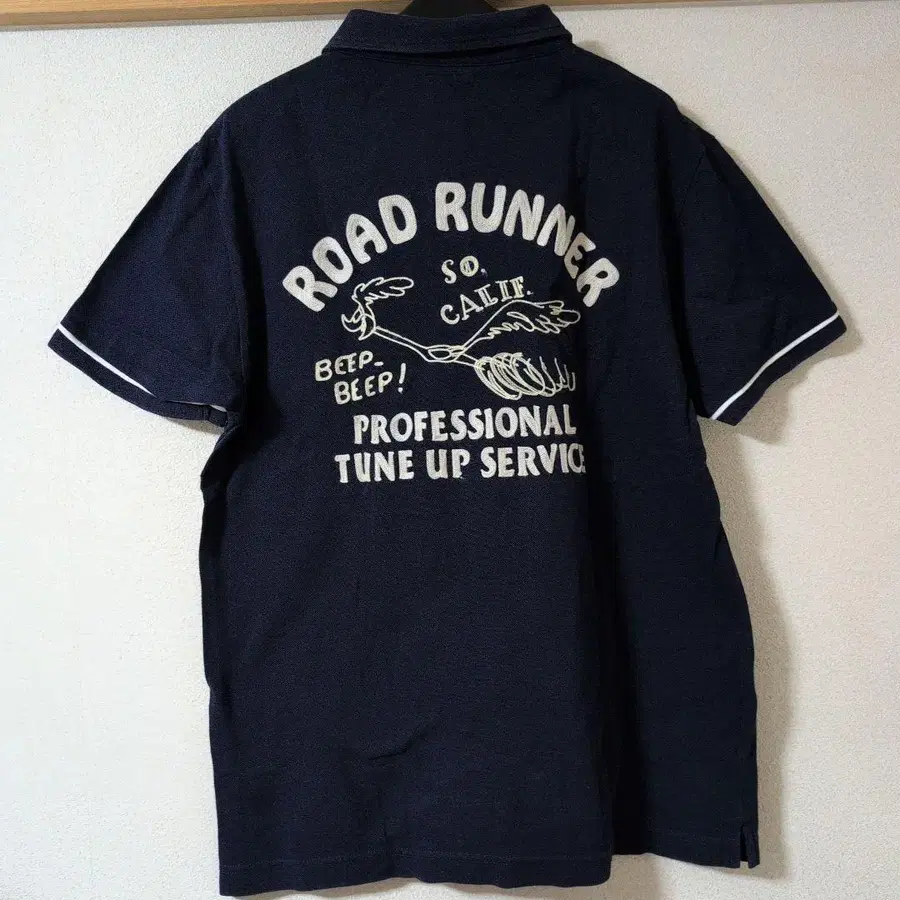 ROAD RUNNER
SO.
CALIF.
BEEP-
BEEP!
PROFESSIONAL
TUNE UP SERVICE